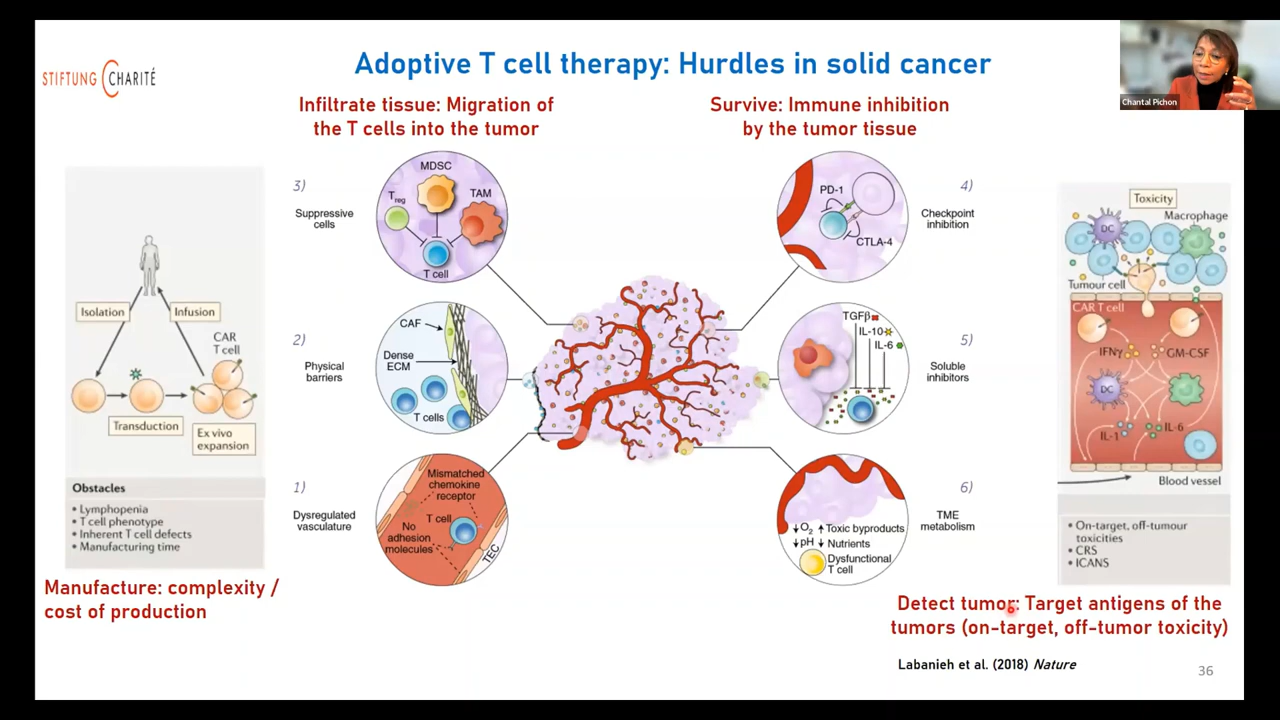 STIFTUNG CHARITÉ
Adoptive T cell therapy: Hurdles in solid cancer
Chantal Pichon
Infiltrate tissue: Migration of
the T cells into the tumor
Survive: Immune inhibition
by the tumor tissue
Isolation
Infusion
CAR
T cell
Transduction
Ex vivo
expansion
Obstacles
• Lymphopenia
• T cell phenotype
• Inherent T cell defects
• Manufacturing time
Manufacture: complexity /
cost of production
3)
Suppressive
cells
MDSC
Treg
TAM
T cell
2)
Physical
barriers
CAF
Dense
ECM
T cells
1)
Dysregulated
vasculature
Mismatched
chemokine
receptor
T cell
No
adhesion
molecules
TEC
4)
Checkpoint
inhibition
PD-1
CTLA-4
5)
Soluble
inhibitors
TGFβ
IL-10
IL-6
6)
TME
metabolism
↓O2 ↑ Toxic byproducts
↓pH ↓ Nutrients
Dysfunctional
T cell
Toxicity
Macrophage
DC
Tumour cell
CAR T cell
IFNγ
GM-CSF
DC
IL-1
IL-6
Blood vessel
• On-target, off-tumour
toxicities
• CRS
• ICANS
Detect tumor: Target antigens of the
tumors (on-target, off-tumor toxicity)
Labanieh et al. (2018) Nature
36